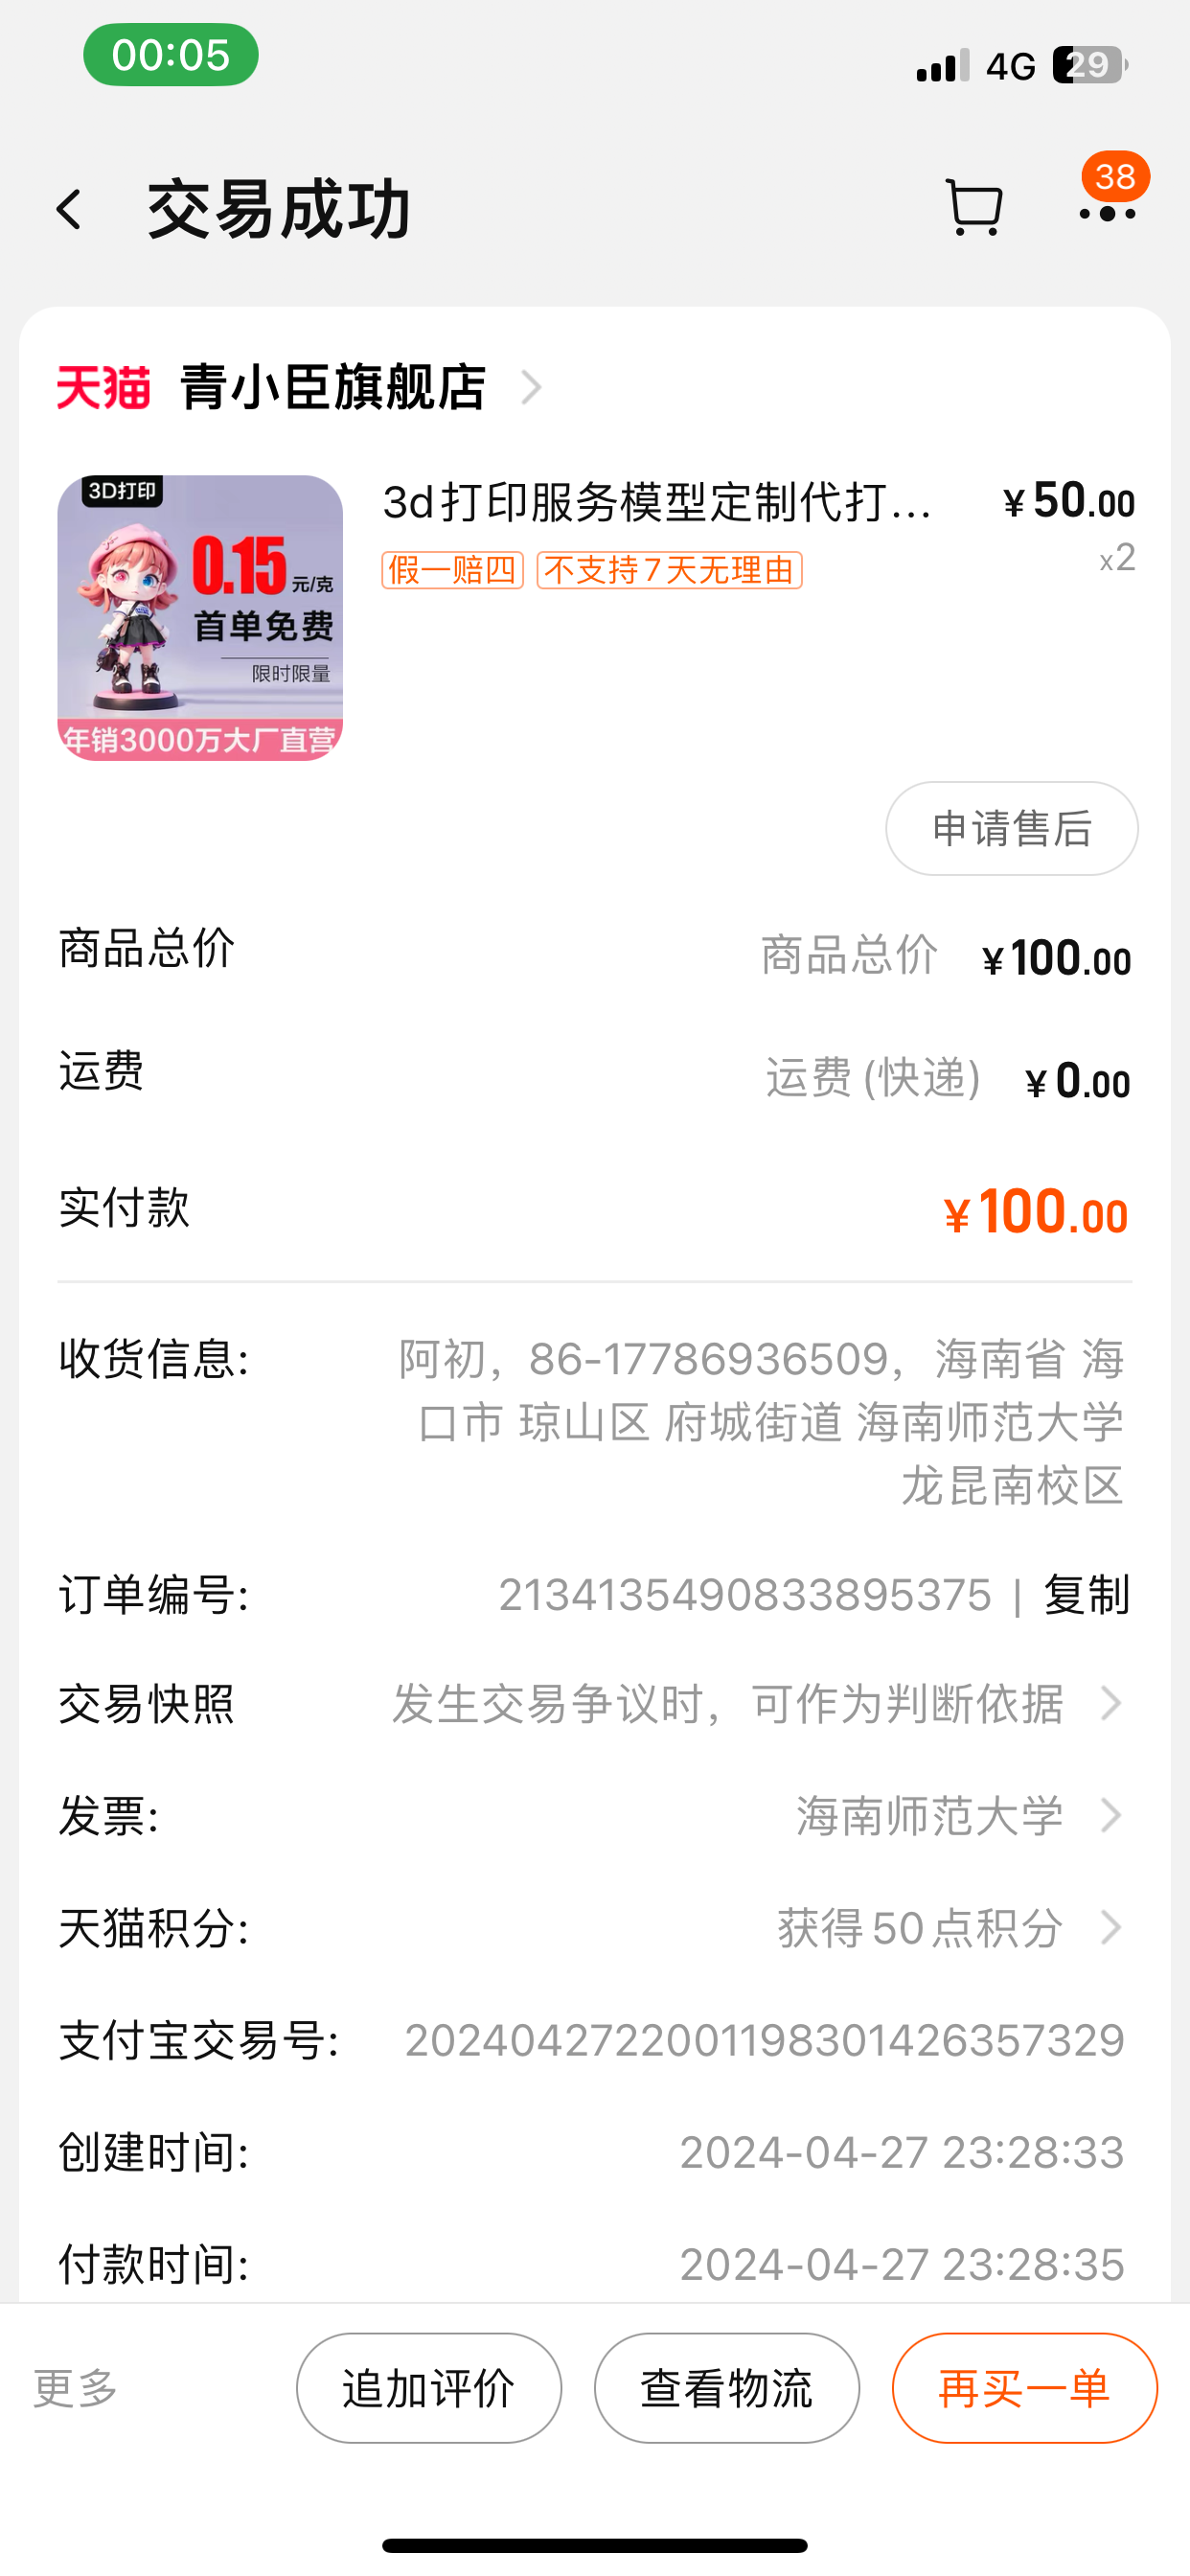 00:05
4G 29
交易成功
38
天猫 青小臣旗舰店
3D打印
0.15元/克
首单免费
限时限量
年销3000万大厂直营
3d打印服务模型定制代打...
¥50.00
假一赔四 不支持7天无理由
x2
申请售后
商品总价 商品总价 ¥100.00
运费 运费(快递) ¥0.00
实付款 ¥100.00
收货信息: 阿初，86-17786936509，海南省 海
口市 琼山区 府城街道 海南师范大学
龙昆南校区
订单编号: 2134135490833895375 | 复制
交易快照 发生交易争议时，可作为判断依据
发票: 海南师范大学
天猫积分: 获得50点积分
支付宝交易号: 2024042722001198301426357329
创建时间: 2024-04-27 23:28:33
付款时间: 2024-04-27 23:28:35
更多 追加评价 查看物流 再买一单